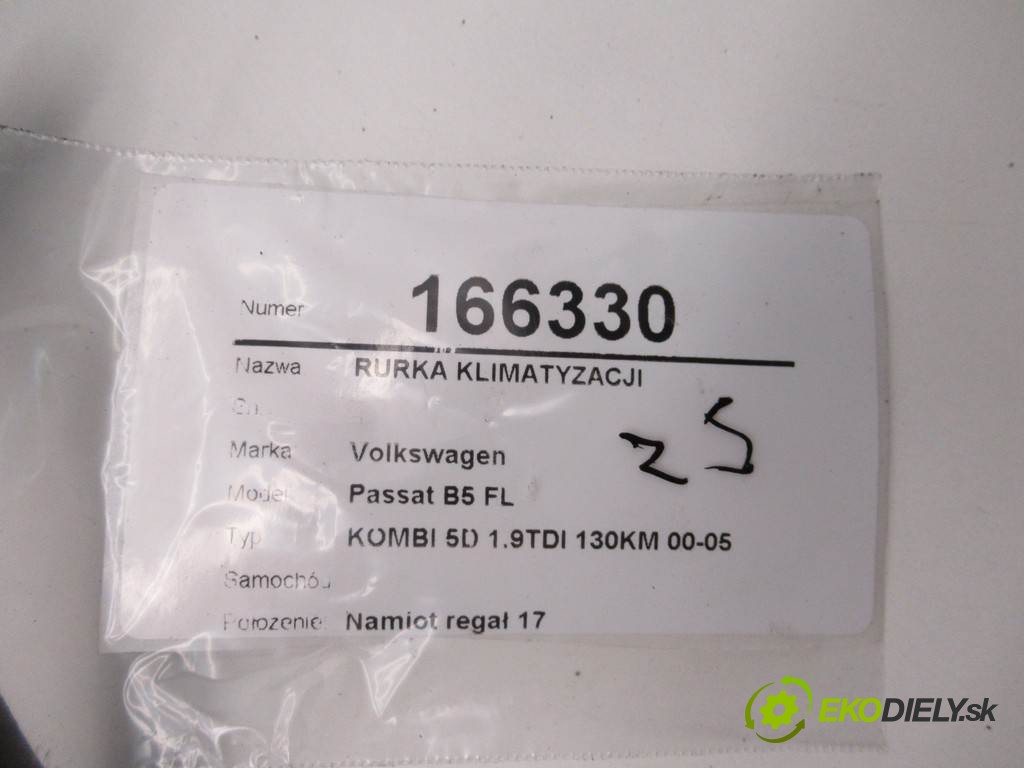 Numer 166330
Nazwa RURKA KLIMATYZACJI
Marka Volkswagen
Model Passat B5 FL
Typ KOMBI 5D 1.9TDI 130KM 00-05
Samochód
Położenie Namiot regał 17
EKODIELY.sk